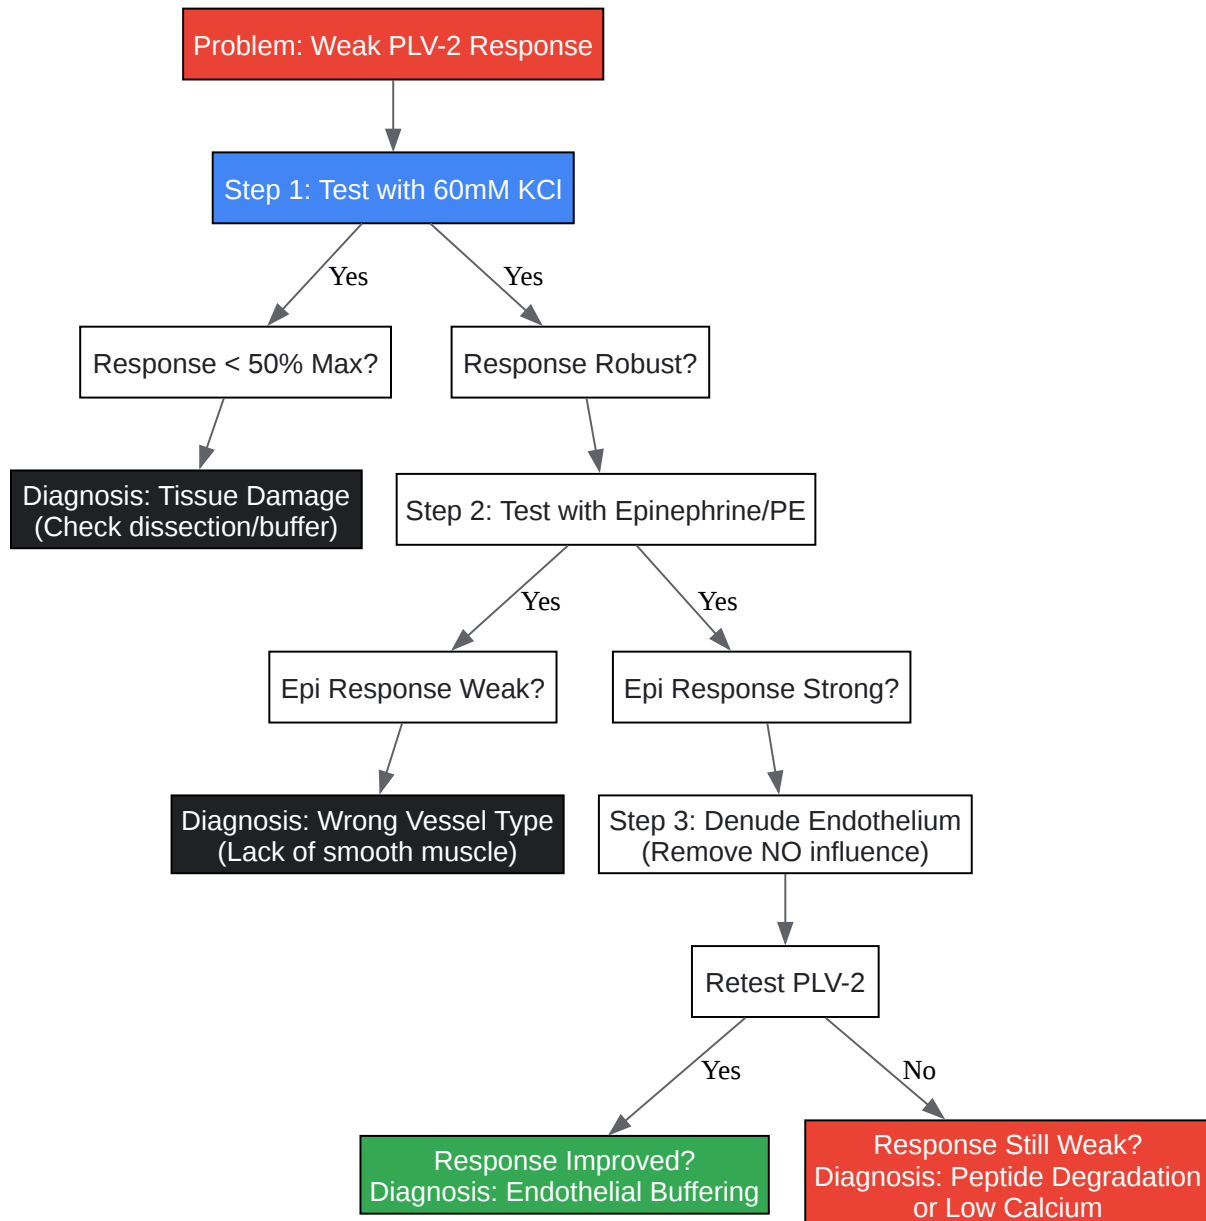 Problem: Weak PLV-2 Response
Step 1: Test with 60mM KCl
Yes
Yes
Response < 50% Max?
Response Robust?
Diagnosis: Tissue Damage
(Check dissection/buffer)
Step 2: Test with Epinephrine/PE
Yes
Yes
Epi Response Weak?
Epi Response Strong?
Diagnosis: Wrong Vessel Type
(Lack of smooth muscle)
Step 3: Denude Endothelium
(Remove NO influence)
Retest PLV-2
Yes
No
Response Improved?
Diagnosis: Endothelial Buffering
Response Still Weak?
Diagnosis: Peptide Degradation
or Low Calcium